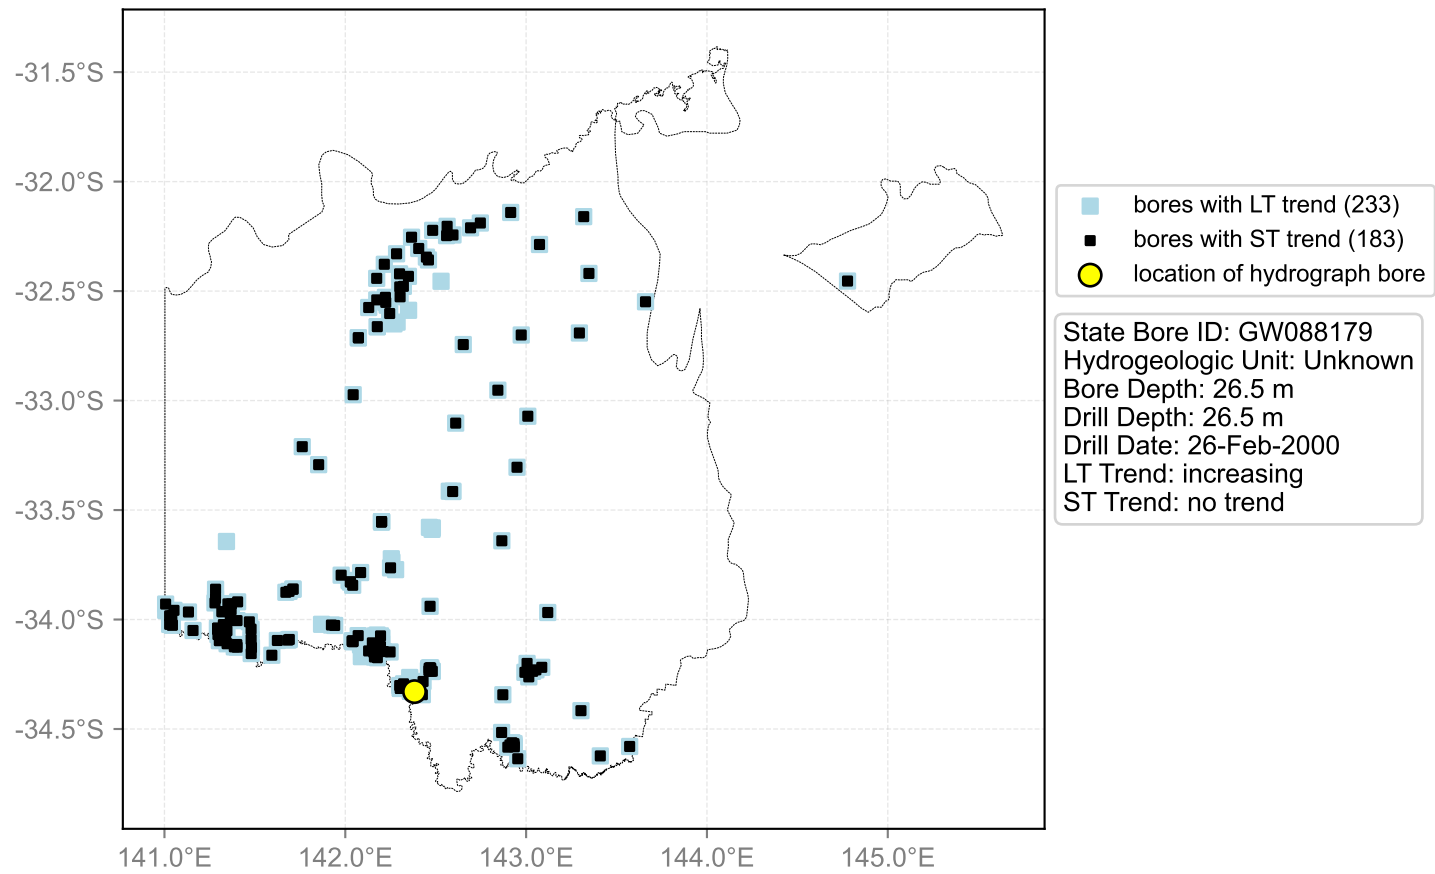 -31.5°S
-32.0°S
-32.5°S
-33.0°S
-33.5°S
-34.0°S
-34.5°S
141.0°E
142.0°E
143.0°E
144.0°E
145.0°E
bores with LT trend (233)
bores with ST trend (183)
location of hydrograph bore
State Bore ID: GW088179
Hydrogeologic Unit: Unknown
Bore Depth: 26.5 m
Drill Depth: 26.5 m
Drill Date: 26-Feb-2000
LT Trend: increasing
ST Trend: no trend